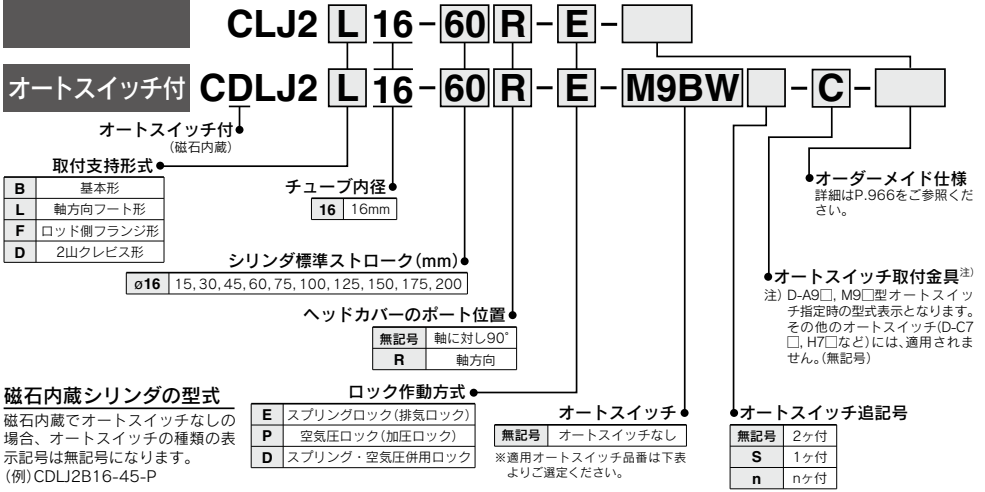 CLJ2 L 16-60 R-E-
オートスイッチ付 CDLJ2 L 16-60 R-E-M9BW -C-
オートスイッチ付
(磁石内蔵)
取付支持形式
B 基本形
L 軸方向フート形
F ロッド側フランジ形
D 2山クレビス形
チューブ内径
16 16mm
シリンダ標準ストローク(mm)
ø16 15, 30, 45, 60, 75, 100, 125, 150, 175, 200
ヘッドカバーのポート位置
無記号 軸に対し90°
R 軸方向
オーダーメイド仕様
詳細はP.966をご参照くだ
さい。
オートスイッチ取付金具注)
注) D-A9□, M9□型オートスイッ
チ指定時の型式表示となります。
その他のオートスイッチ(D-C7
□, H7□など)には、適用されま
せん。(無記号)
磁石内蔵シリンダの型式
磁石内蔵でオートスイッチなしの
場合、オートスイッチの種類の表
示記号は無記号になります。
(例)CDLJ2B16-45-P
ロック作動方式
E スプリングロック(排気ロック)
P 空気圧ロック(加圧ロック)
D スプリング・空気圧併用ロック
オートスイッチ
無記号 オートスイッチなし
※適用オートスイッチ品番は下表
よりご選定ください。
オートスイッチ追記号
無記号 2ヶ付
S 1ヶ付
n nヶ付